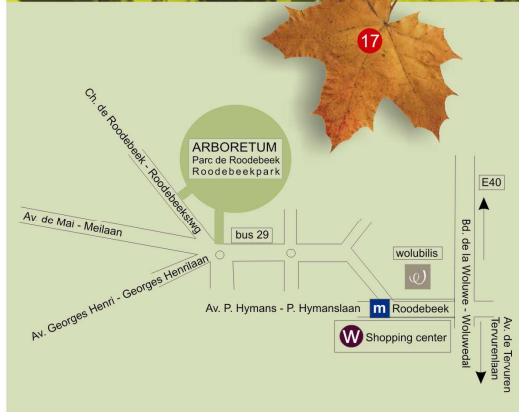 17
Ch. de Roodebeek - Roodebeekstwg
ARBORETUM
Parc de Roodebeek
Roodebeekpark
Av. de Mai - Meilaan
bus 29
Av. Georges Henri - Georges Henrilaan
wolubilis
w
E40
Bd. de la Woluwe - Woluwedal
Av. P. Hymans - P. Hymanslaan
m Roodebeek
W Shopping center
Av. de Tervuren
Tervurenlaan